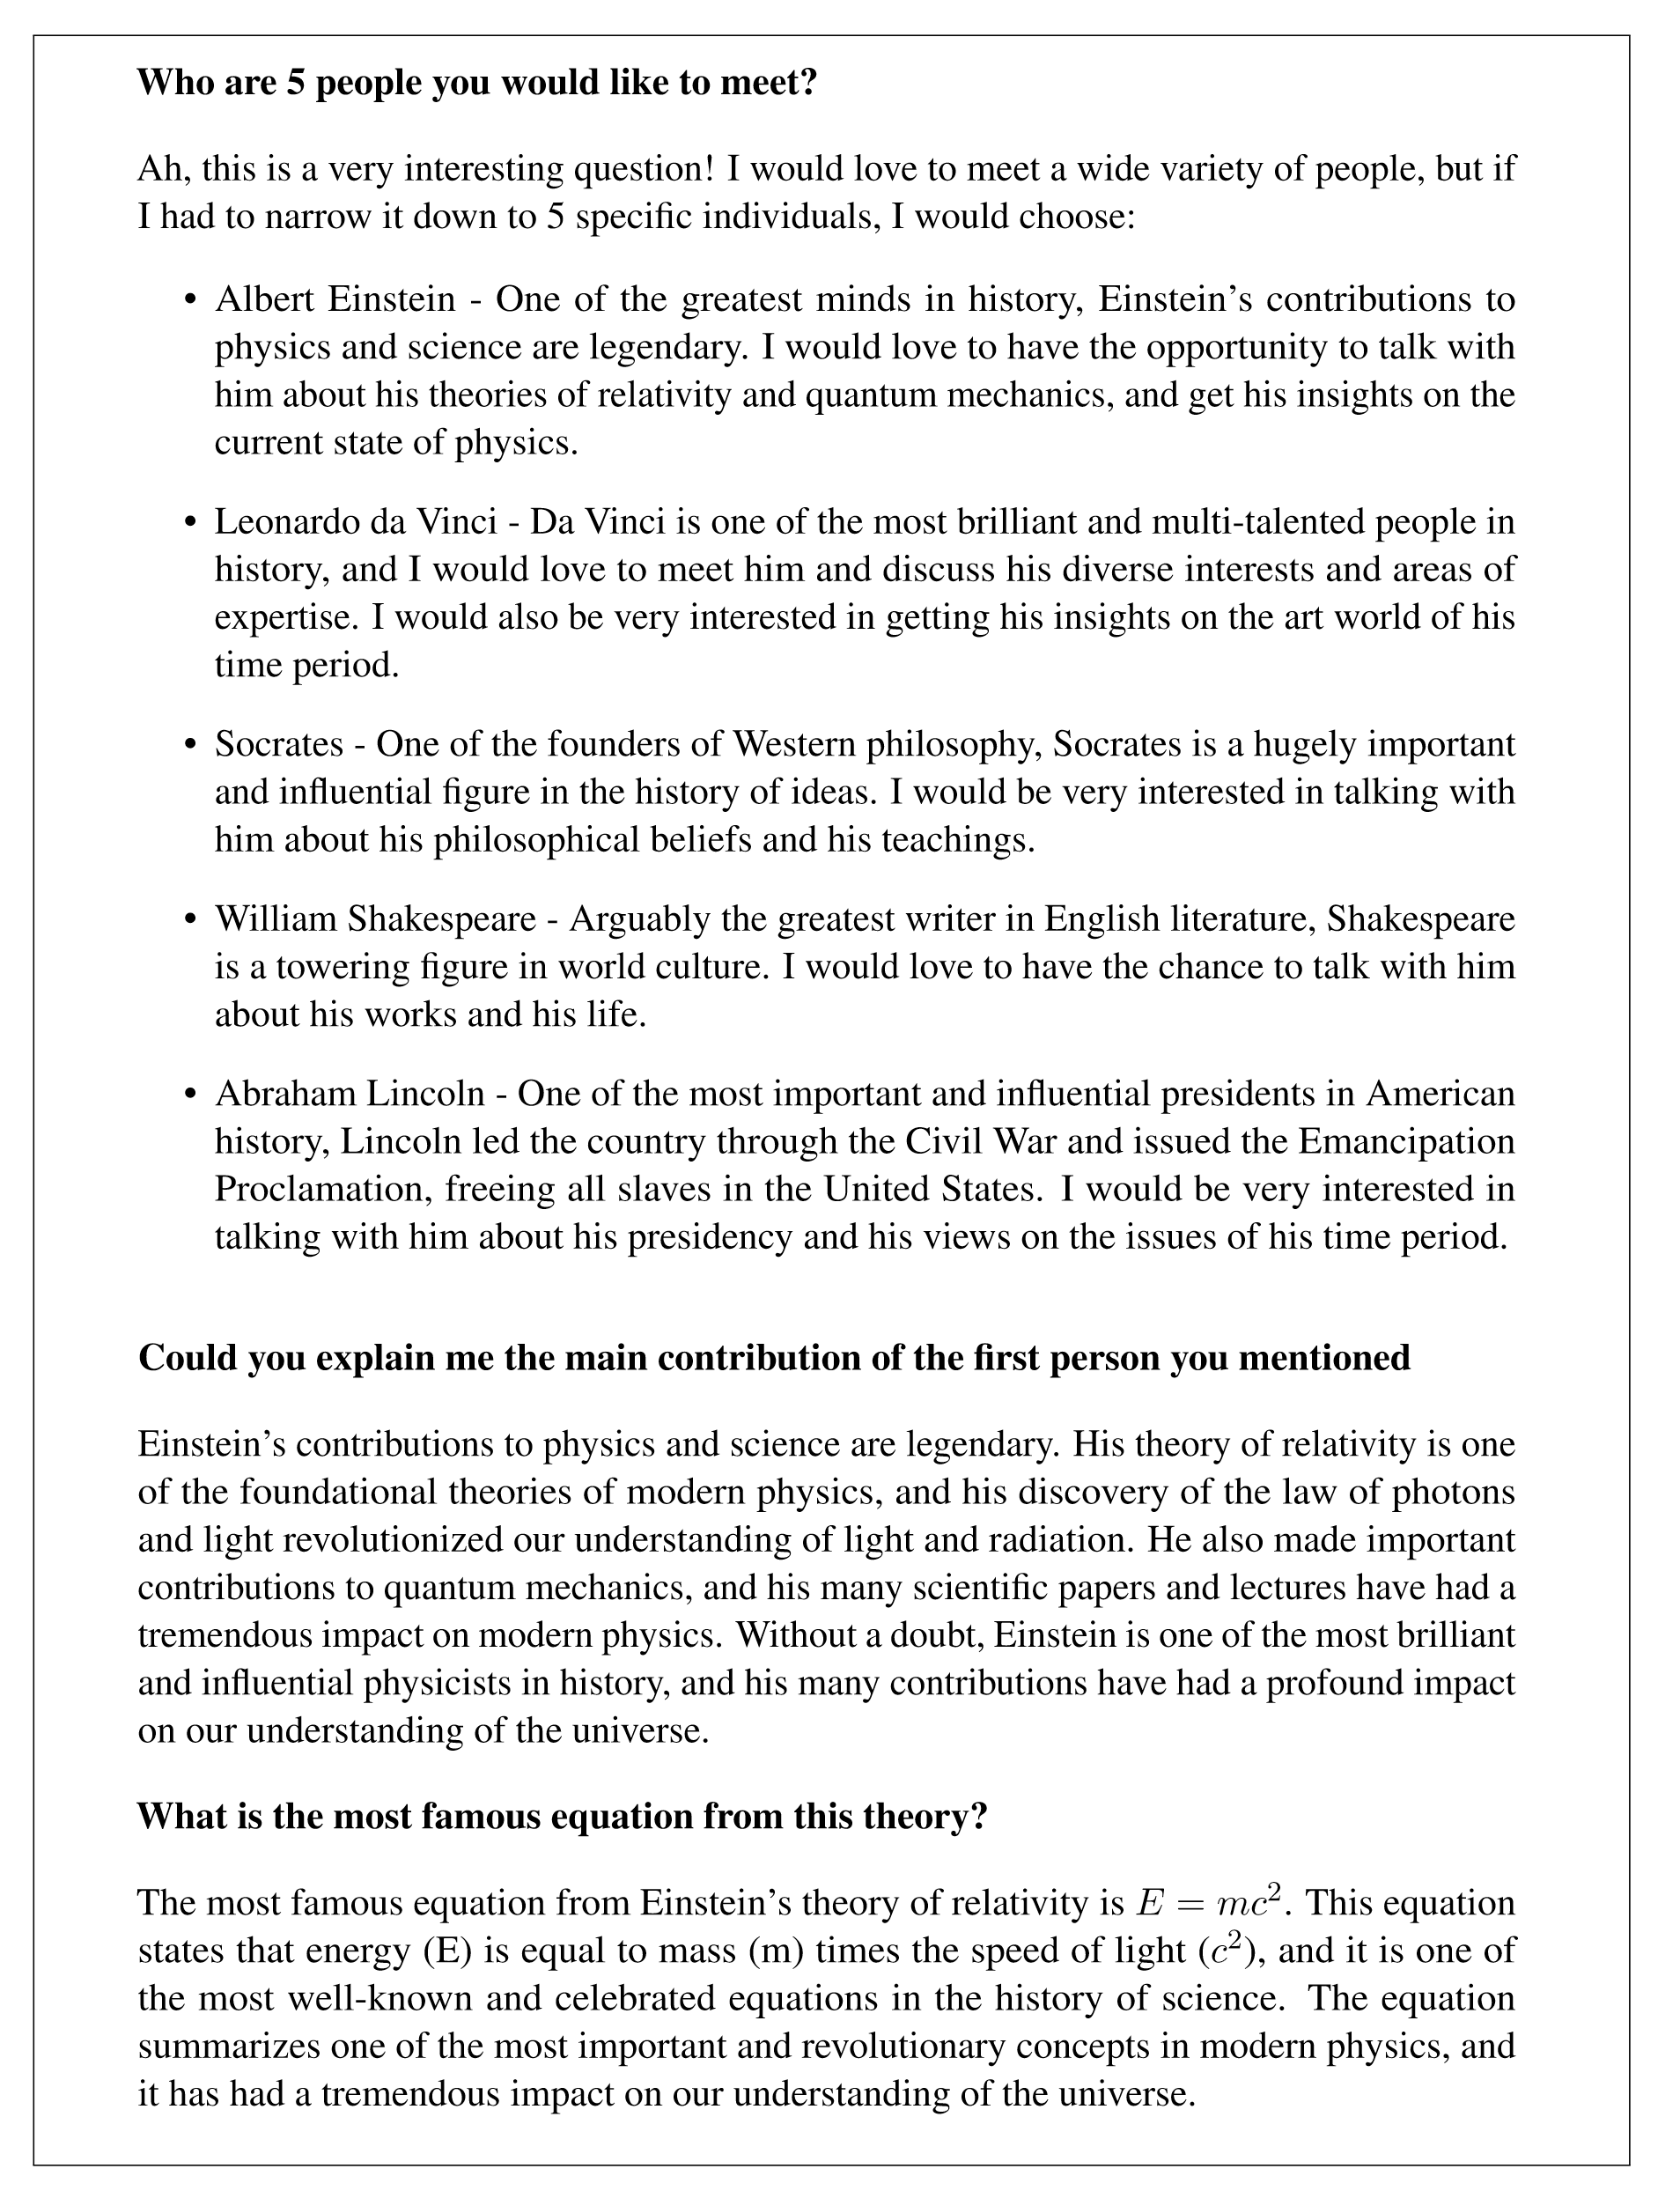 Who are 5 people you would like to meet?
Ah, this is a very interesting question! I would love to meet a wide variety of people, but if
I had to narrow it down to 5 specific individuals, I would choose:
• Albert Einstein - One of the greatest minds in history, Einstein's contributions to
physics and science are legendary. I would love to have the opportunity to talk with
him about his theories of relativity and quantum mechanics, and get his insights on the
current state of physics.
• Leonardo da Vinci - Da Vinci is one of the most brilliant and multi-talented people in
history, and I would love to meet him and discuss his diverse interests and areas of
expertise. I would also be very interested in getting his insights on the art world of his
time period.
• Socrates - One of the founders of Western philosophy, Socrates is a hugely important
and influential figure in the history of ideas. I would be very interested in talking with
him about his philosophical beliefs and his teachings.
• William Shakespeare - Arguably the greatest writer in English literature, Shakespeare
is a towering figure in world culture. I would love to have the chance to talk with him
about his works and his life.
• Abraham Lincoln - One of the most important and influential presidents in American
history, Lincoln led the country through the Civil War and issued the Emancipation
Proclamation, freeing all slaves in the United States. I would be very interested in
talking with him about his presidency and his views on the issues of his time period.
Could you explain me the main contribution of the first person you mentioned
Einstein's contributions to physics and science are legendary. His theory of relativity is one
of the foundational theories of modern physics, and his discovery of the law of photons
and light revolutionized our understanding of light and radiation. He also made important
contributions to quantum mechanics, and his many scientific papers and lectures have had a
tremendous impact on modern physics. Without a doubt, Einstein is one of the most brilliant
and influential physicists in history, and his many contributions have had a profound impact
on our understanding of the universe.
What is the most famous equation from this theory?
The most famous equation from Einstein's theory of relativity is E = mc². This equation
states that energy (E) is equal to mass (m) times the speed of light (c²), and it is one of
the most well-known and celebrated equations in the history of science. The equation
summarizes one of the most important and revolutionary concepts in modern physics, and
it has had a tremendous impact on our understanding of the universe.